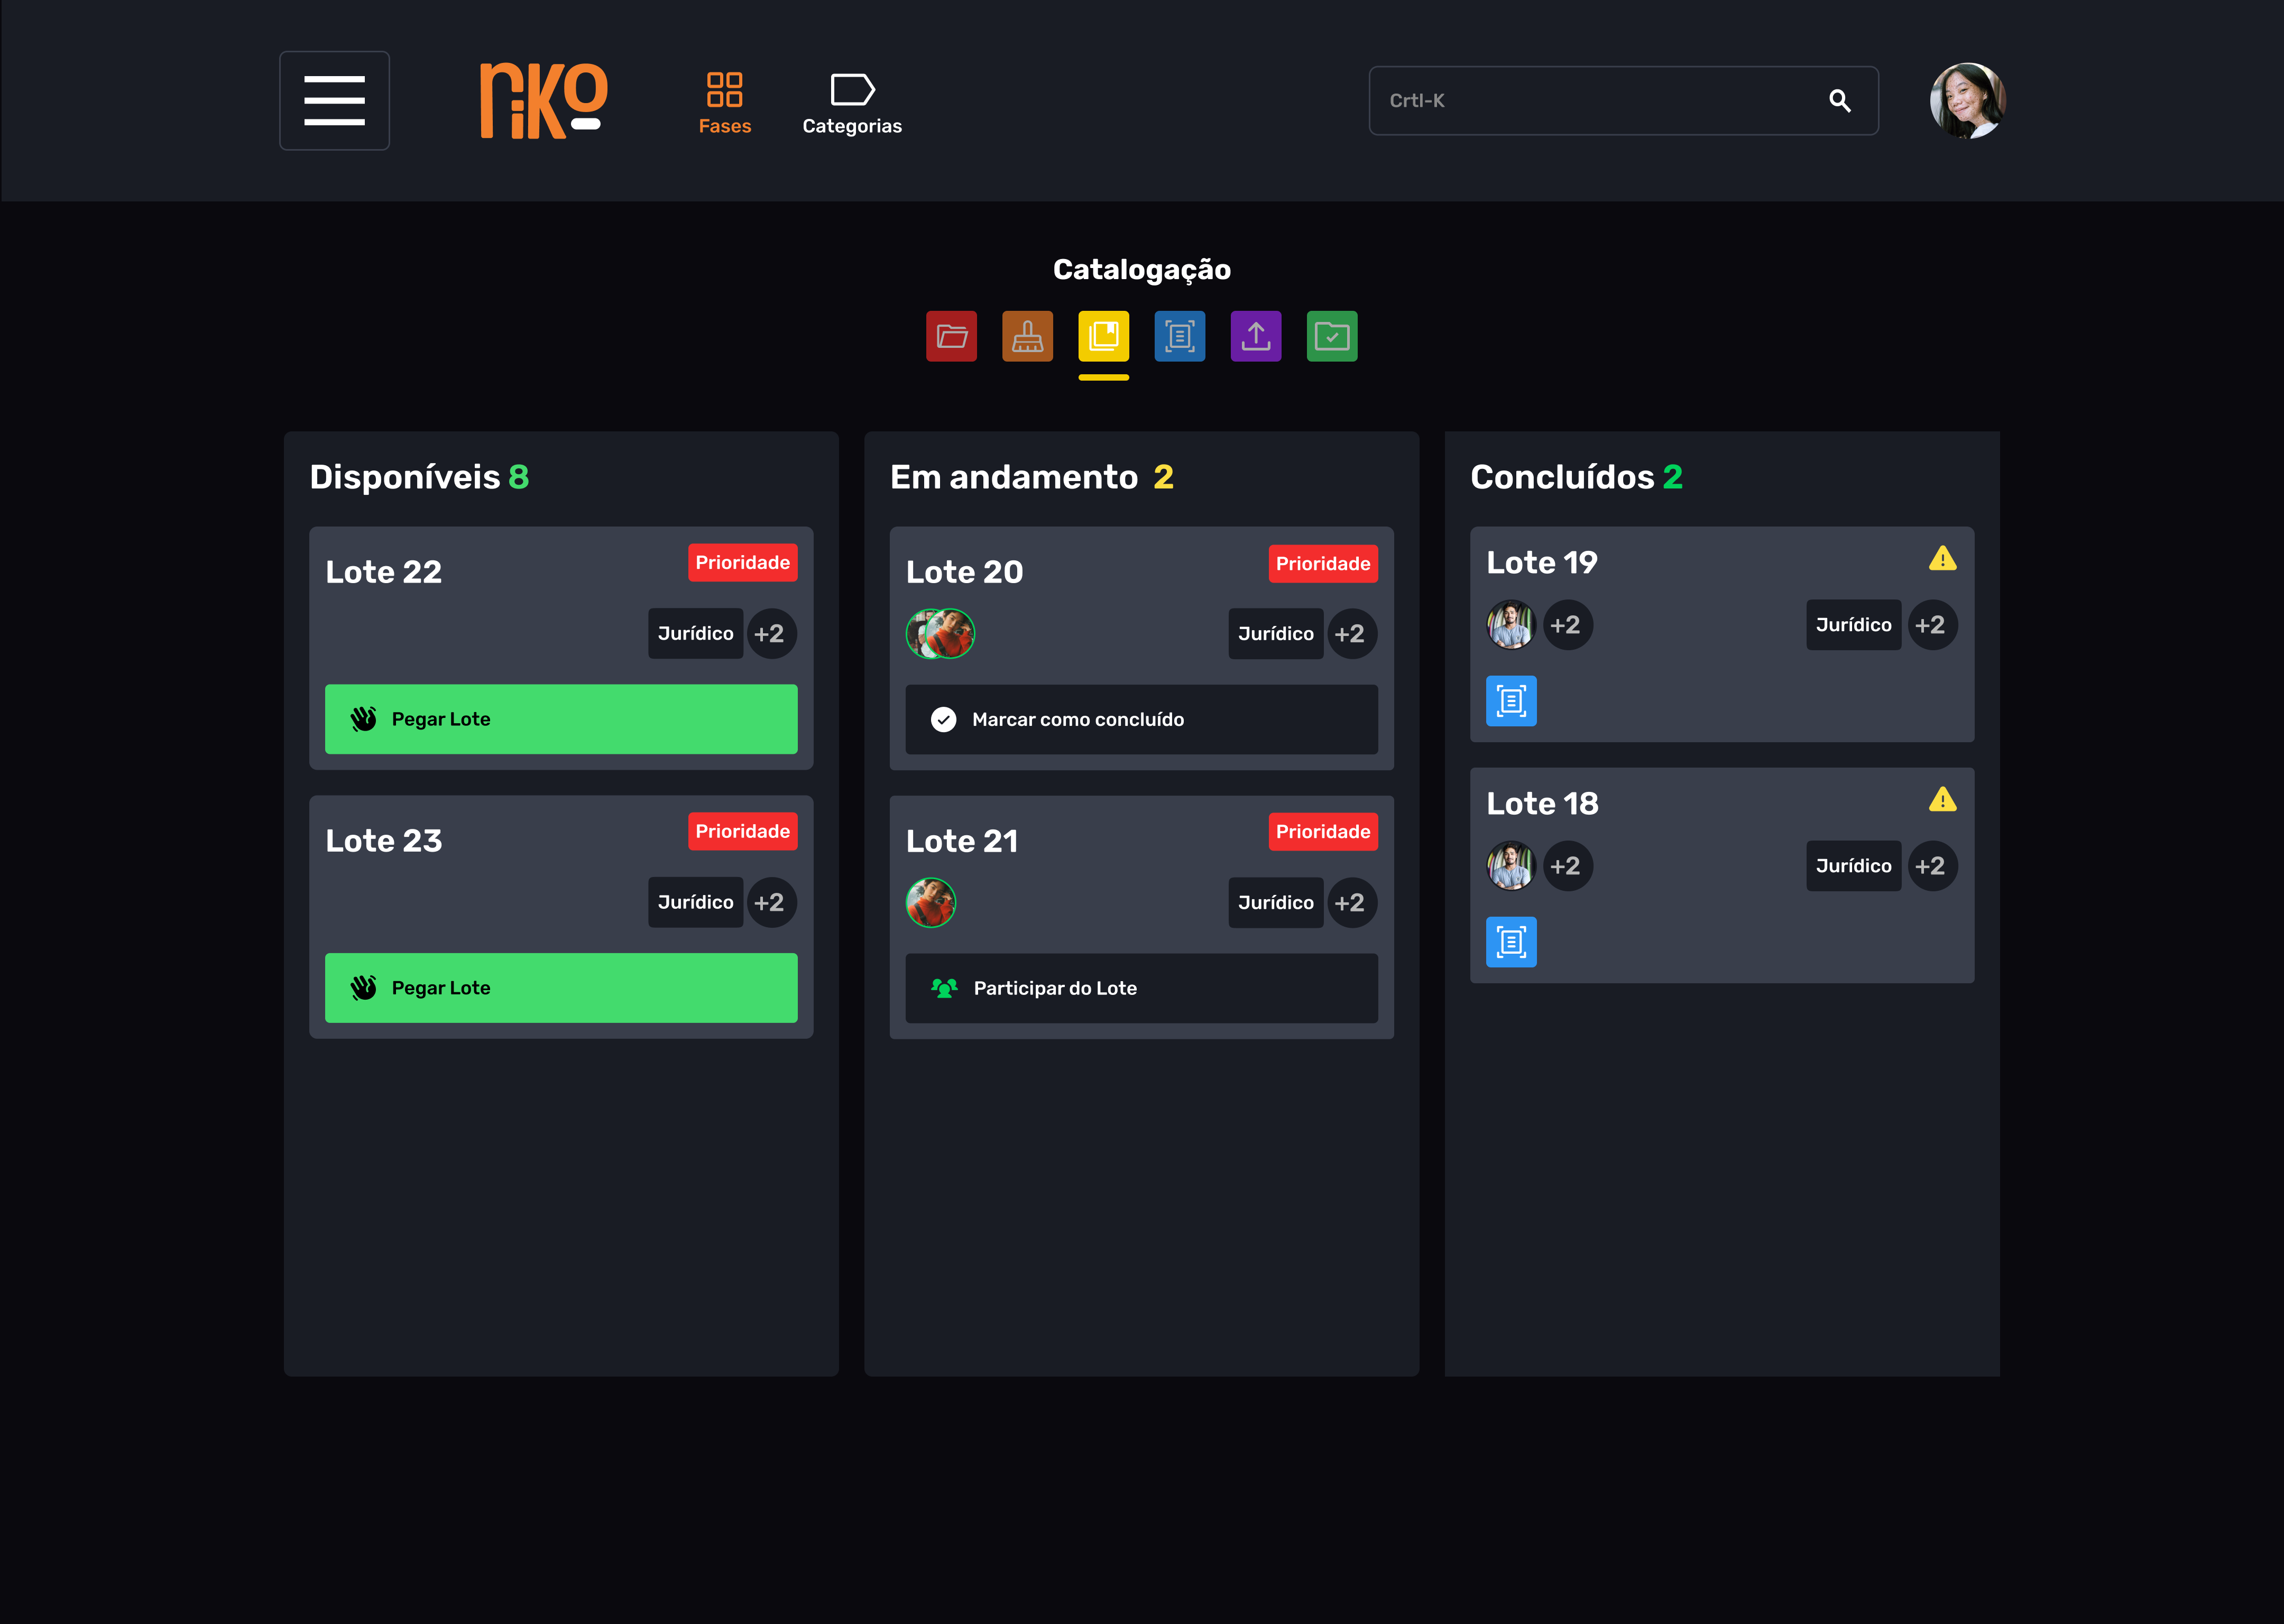 niko
Fases
Categorias
Crtl-K
Catalogação
Disponíveis 8
Lote 22
Prioridade
Jurídico +2
Pegar Lote
Lote 23
Prioridade
Jurídico +2
Pegar Lote
Em andamento 2
Lote 20
Prioridade
Jurídico +2
Marcar como concluído
Lote 21
Prioridade
Jurídico +2
Participar do Lote
Concluídos 2
Lote 19
+2 Jurídico +2
Lote 18
+2 Jurídico +2